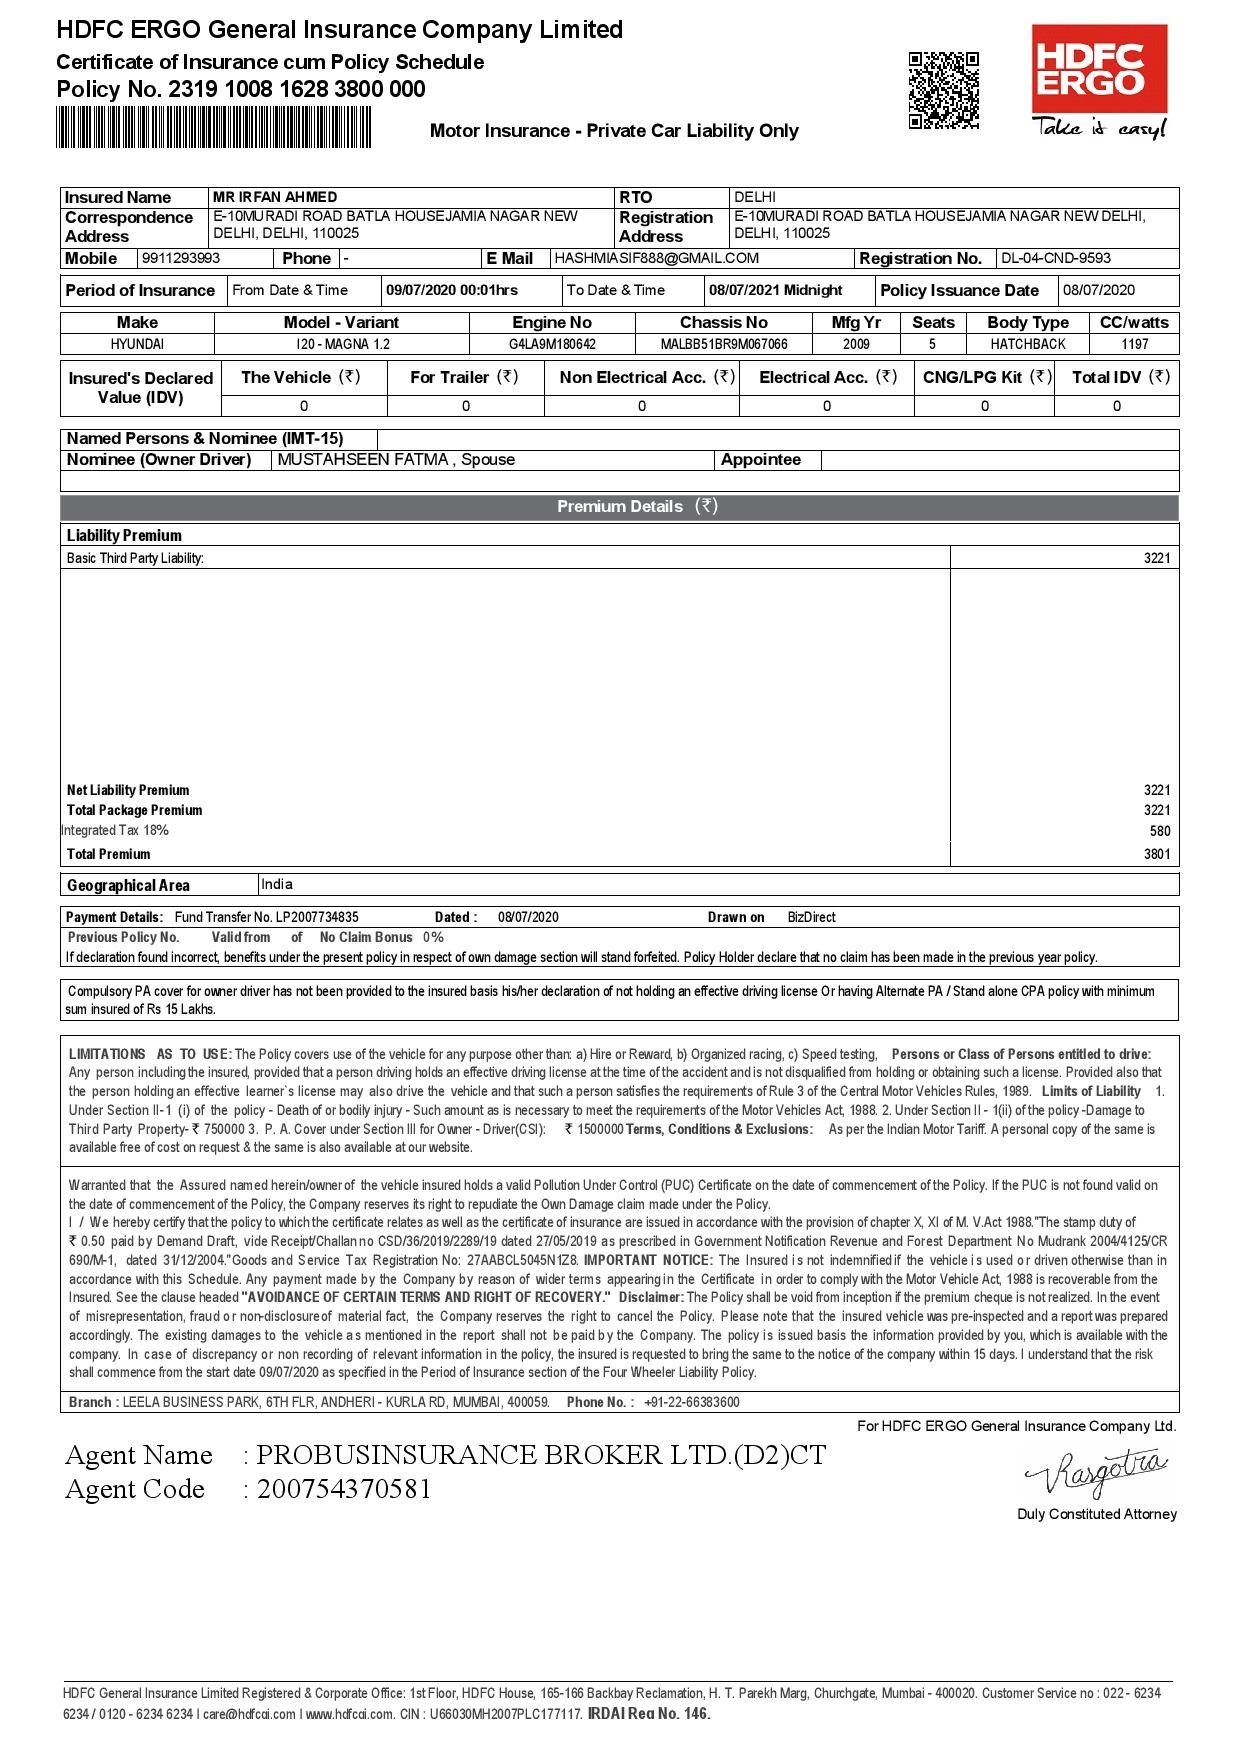 HDFC ERGO General Insurance Company Limited
Certificate of Insurance cum Policy Schedule
Policy No. 2319 1008 1628 3800 000
Motor Insurance - Private Car Liability Only
HDFC
ERGO
Take it easy!
Insured Name MR IRFAN AHMED RTO DELHI
Correspondence Address E-10MURADI ROAD BATLA HOUSEJAMIA NAGAR NEW DELHI, DELHI, 110025 Registration Address E-10MURADI ROAD BATLA HOUSEJAMIA NAGAR NEW DELHI, DELHI, 110025
Mobile 9911293993 Phone - E Mail HASHMIASIF888@GMAIL.COM Registration No. DL-04-CND-9593
Period of Insurance From Date & Time 09/07/2020 00:01hrs To Date & Time 08/07/2021 Midnight Policy Issuance Date 08/07/2020
Make Model - Variant Engine No Chassis No Mfg Yr Seats Body Type CC/watts
HYUNDAI I20 - MAGNA 1.2 G4LA9M180642 MALBB51BR9M067066 2009 5 HATCHBACK 1197
Insured's Declared Value (IDV) The Vehicle (₹) For Trailer (₹) Non Electrical Acc. (₹) Electrical Acc. (₹) CNG/LPG Kit (₹) Total IDV (₹)
0 0 0 0 0 0
Named Persons & Nominee (IMT-15)
Nominee (Owner Driver) MUSTAHSEEN FATMA , Spouse Appointee
Premium Details (₹)
Liability Premium
Basic Third Party Liability: 3221
Net Liability Premium 3221
Total Package Premium 3221
Integrated Tax 18% 580
Total Premium 3801
Geographical Area India
Payment Details: Fund Transfer No. LP2007734835 Dated : 08/07/2020 Drawn on BizDirect
Previous Policy No. Valid from of No Claim Bonus 0%
If declaration found incorrect, benefits under the present policy in respect of own damage section will stand forfeited. Policy Holder declare that no claim has been made in the previous year policy.
Compulsory PA cover for owner driver has not been provided to the insured basis his/her declaration of not holding an effective driving license Or having Alternate PA / Stand alone CPA policy with minimum
sum insured of Rs 15 Lakhs.
LIMITATIONS AS TO USE: The Policy covers use of the vehicle for any purpose other than: a) Hire or Reward, b) Organized racing, c) Speed testing, Persons or Class of Persons entitled to drive:
Any person including the insured, provided that a person driving holds an effective driving license at the time of the accident and is not disqualified from holding or obtaining such a license. Provided also that
the person holding an effective learner`s license may also drive the vehicle and that such a person satisfies the requirements of Rule 3 of the Central Motor Vehicles Rules, 1989. Limits of Liability 1.
Under Section II-1 (i) of the policy - Death of or bodily injury - Such amount as is necessary to meet the requirements of the Motor Vehicles Act, 1988. 2. Under Section II - 1(ii) of the policy -Damage to
Third Party Property- ₹ 750000 3. P. A. Cover under Section III for Owner - Driver(CSI): ₹ 1500000 Terms, Conditions & Exclusions: As per the Indian Motor Tariff. A personal copy of the same is
available free of cost on request & the same is also available at our website.
Warranted that the Assured named herein/owner of the vehicle insured holds a valid Pollution Under Control (PUC) Certificate on the date of commencement of the Policy. If the PUC is not found valid on
the date of commencement of the Policy, the Company reserves its right to repudiate the Own Damage claim made under the Policy.
I / We hereby certify that the policy to which the certificate relates as well as the certificate of insurance are issued in accordance with the provision of chapter X, XI of M. V.Act 1988."The stamp duty of
₹ 0.50 paid by Demand Draft, vide Receipt/Challan no CSD/36/2019/2289/19 dated 27/05/2019 as prescribed in Government Notification Revenue and Forest Department No Mudrank 2004/4125/CR
690/M-1, dated 31/12/2004."Goods and Service Tax Registration No: 27AABCL5045N1Z8. IMPORTANT NOTICE: The Insured is not indemnified if the vehicle is used or driven otherwise than in
accordance with this Schedule. Any payment made by the Company by reason of wider terms appearing in the Certificate in order to comply with the Motor Vehicle Act, 1988 is recoverable from the
Insured. See the clause headed "AVOIDANCE OF CERTAIN TERMS AND RIGHT OF RECOVERY." Disclaimer: The Policy shall be void from inception if the premium cheque is not realized. In the event
of misrepresentation, fraud or non-disclosure of material fact, the Company reserves the right to cancel the Policy. Please note that the insured vehicle was pre-inspected and a report was prepared
accordingly. The existing damages to the vehicle as mentioned in the report shall not be paid by the Company. The policy is issued basis the information provided by you, which is available with the
company. In case of discrepancy or non recording of relevant information in the policy, the insured is requested to bring the same to the notice of the company within 15 days. I understand that the risk
shall commence from the start date 09/07/2020 as specified in the Period of Insurance section of the Four Wheeler Liability Policy.
Branch : LEELA BUSINESS PARK, 6TH FLR, ANDHERI - KURLA RD, MUMBAI, 400059. Phone No. : +91-22-66383600
For HDFC ERGO General Insurance Company Ltd.
Agent Name : PROBUSINSURANCE BROKER LTD.(D2)CT
Agent Code : 200754370581
Rasgotra
Duly Constituted Attorney
HDFC General Insurance Limited Registered & Corporate Office: 1st Floor, HDFC House, 165-166 Backbay Reclamation, H. T. Parekh Marg, Churchgate, Mumbai - 400020. Customer Service no : 022 - 6234
6234 / 0120 - 6234 6234 I care@hdfcgi.com I www.hdfcgi.com. CIN : U66030MH2007PLC177117. IRDAI Reg No. 146.